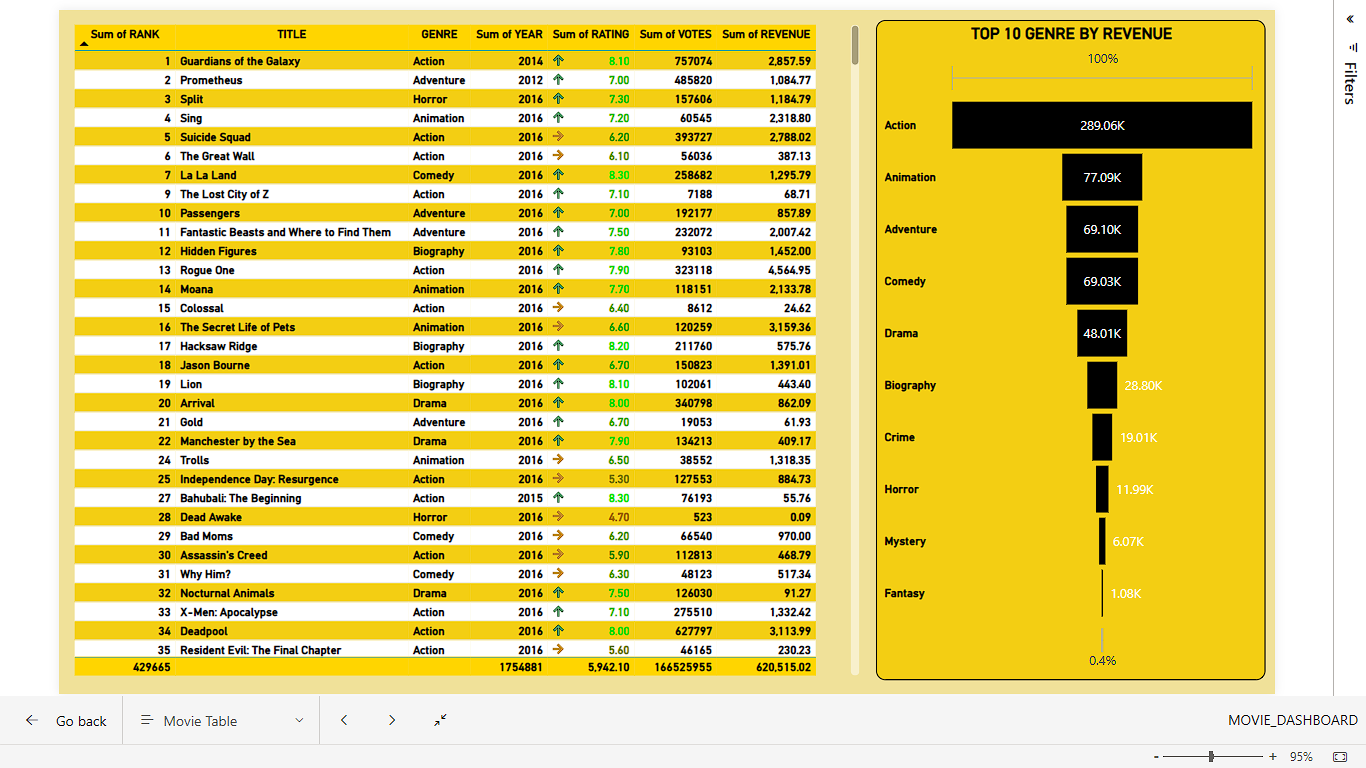 Sum of RANK TITLE GENRE Sum of YEAR Sum of RATING Sum of VOTES Sum of REVENUE
1 Guardians of the Galaxy Action 2014 8.10 757074 2,857.59
2 Prometheus Adventure 2012 7.00 485820 1,084.77
3 Split Horror 2016 7.30 157606 1,184.79
4 Sing Animation 2016 7.20 60545 2,318.80
5 Suicide Squad Action 2016 6.20 393727 2,788.02
6 The Great Wall Action 2016 6.10 56036 387.13
7 La La Land Comedy 2016 8.30 258682 1,295.79
9 The Lost City of Z Action 2016 7.10 7188 68.71
10 Passengers Adventure 2016 7.00 192177 857.89
11 Fantastic Beasts and Where to Find Them Adventure 2016 7.50 232072 2,007.42
12 Hidden Figures Biography 2016 7.80 93103 1,452.00
13 Rogue One Action 2016 7.90 323118 4,564.95
14 Moana Animation 2016 7.70 118151 2,133.78
15 Colossal Action 2016 6.40 8612 24.62
16 The Secret Life of Pets Animation 2016 6.60 120259 3,159.36
17 Hacksaw Ridge Biography 2016 8.20 211760 575.76
18 Jason Bourne Action 2016 6.70 150823 1,391.01
19 Lion Biography 2016 8.10 102061 443.40
20 Arrival Drama 2016 8.00 340798 862.09
21 Gold Adventure 2016 6.70 19053 61.93
22 Manchester by the Sea Drama 2016 7.90 134213 409.17
24 Trolls Animation 2016 6.50 38552 1,318.35
25 Independence Day: Resurgence Action 2016 5.30 127553 884.73
27 Bahubali: The Beginning Action 2015 8.30 76193 55.76
28 Dead Awake Horror 2016 4.70 523 0.09
29 Bad Moms Comedy 2016 6.20 66540 970.00
30 Assassin's Creed Action 2016 5.90 112813 468.79
31 Why Him? Comedy 2016 6.30 48123 517.34
32 Nocturnal Animals Drama 2016 7.50 126030 91.27
33 X-Men: Apocalypse Action 2016 7.10 275510 1,332.42
34 Deadpool Action 2016 8.00 627797 3,113.99
35 Resident Evil: The Final Chapter Action 2016 5.60 46165 230.23
429665 1754881 5,942.10 166525955 620,515.02
TOP 10 GENRE BY REVENUE
100%
Action 289.06K
Animation 77.09K
Adventure 69.10K
Comedy 69.03K
Drama 48.01K
Biography 28.80K
Crime 19.01K
Horror 11.99K
Mystery 6.07K
Fantasy 1.08K
0.4%
Filters
Go back Movie Table MOVIE_DASHBOARD
- + 95%